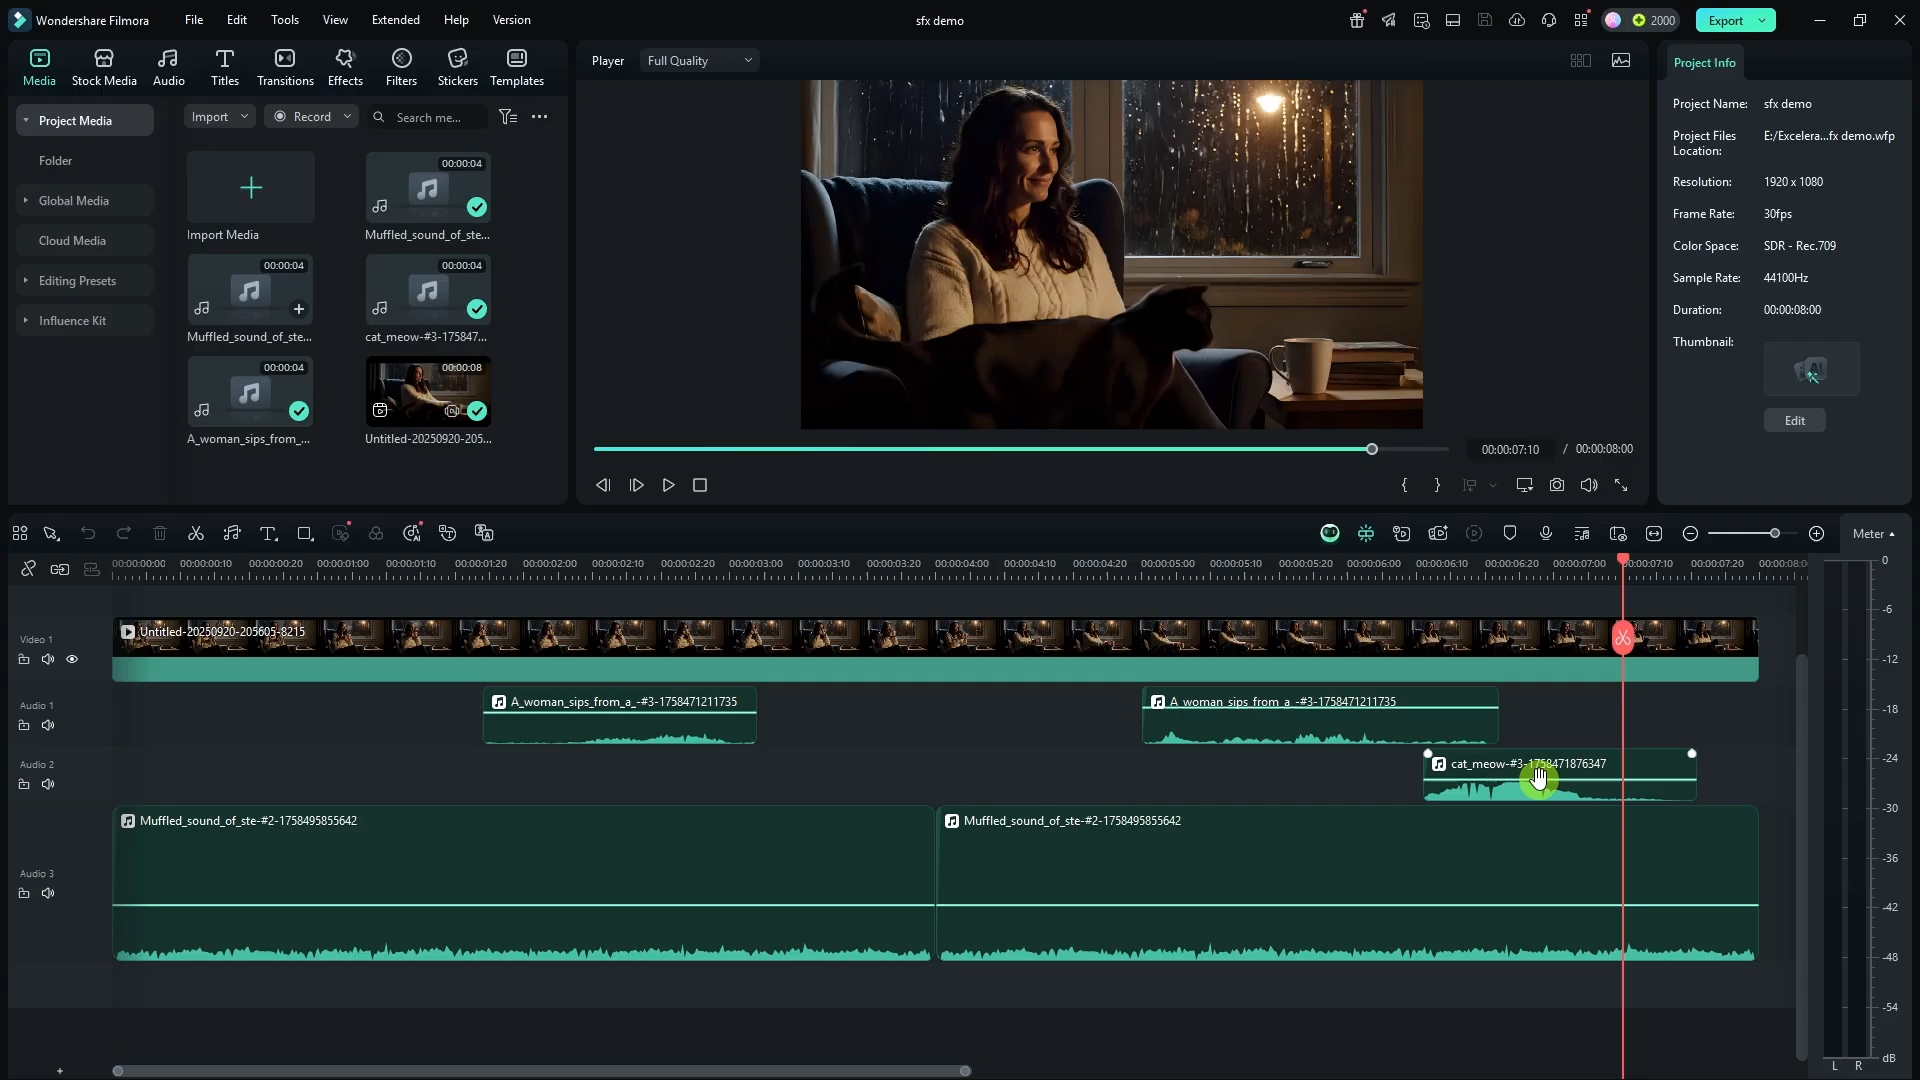 Wondershare Filmora
File
Edit
Tools
View
Extended
Help
Version
sfx demo
2000
Export
Media
Stock Media
Audio
Titles
Transitions
Effects
Filters
Stickers
Templates
Player
Full Quality
Project Info
Project Media
Folder
Global Media
Cloud Media
Editing Presets
Influence Kit
Import
Record
Search me...
Import Media
00:00:04
Muffled_sound_of_ste...
00:00:04
Muffled_sound_of_ste...
00:00:04
cat_meow-#3-175847...
00:00:04
A_woman_sips_from_...
00:00:08
Untitled-20250920-205...
Project Name: sfx demo
Project Files Location: E:/Excelera...fx demo.wfp
Resolution: 1920 x 1080
Frame Rate: 30fps
Color Space: SDR - Rec.709
Sample Rate: 44100Hz
Duration: 00:00:08:00
Thumbnail:
AI
Edit
00:00:07:10 / 00:00:08:00
Meter
00:00:00:00 00:00:00:10 00:00:00:20 00:00:01:00 00:00:01:10 00:00:01:20 00:00:02:00 00:00:02:10 00:00:02:20 00:00:03:00 00:00:03:10 00:00:03:20 00:00:04:00 00:00:04:10 00:00:04:20 00:00:05:00 00:00:05:10 00:00:05:20 00:00:06:00 00:00:06:10 00:00:06:20 00:00:07:00 00:00:07:10 00:00:07:20 00:00:08:0
Video 1
Untitled-20250920-205605-8215
Audio 1
A_woman_sips_from_a_-#3-1758471211735
A_woman_sips_from_a_-#3-1758471211735
Audio 2
cat_meow-#3-1758471876347
Audio 3
Muffled_sound_of_ste-#2-1758495855642
Muffled_sound_of_ste-#2-1758495855642
0
-6
-12
-18
-24
-30
-36
-42
-48
-54
dB
L R